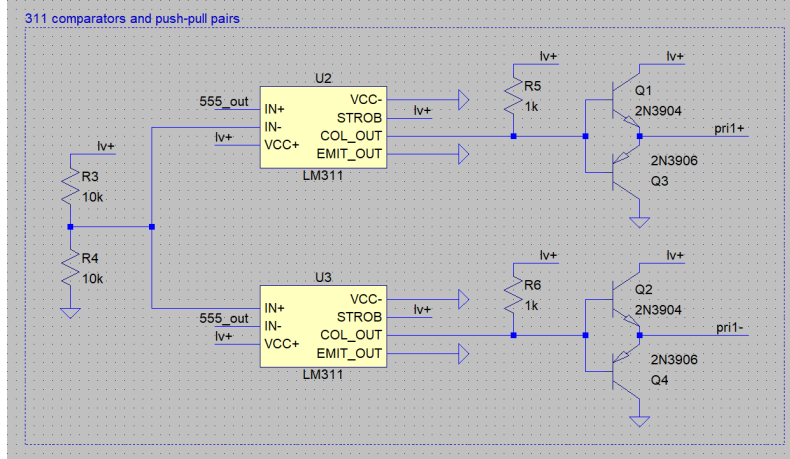 311 comparators and push-pull pairs
lv+
R3
10k
R4
10k
U2
555_out
IN+
IN-
lv+
VCC+
VCC-
STROB
lv+
COL_OUT
EMIT_OUT
LM311
lv+
R5
1k
lv+
Q1
2N3904
pri1+
2N3906
Q3
U3
IN+
555_out
IN-
lv+
VCC+
VCC-
STROB
lv+
COL_OUT
EMIT_OUT
LM311
lv+
R6
1k
lv+
Q2
2N3904
pri1-
2N3906
Q4